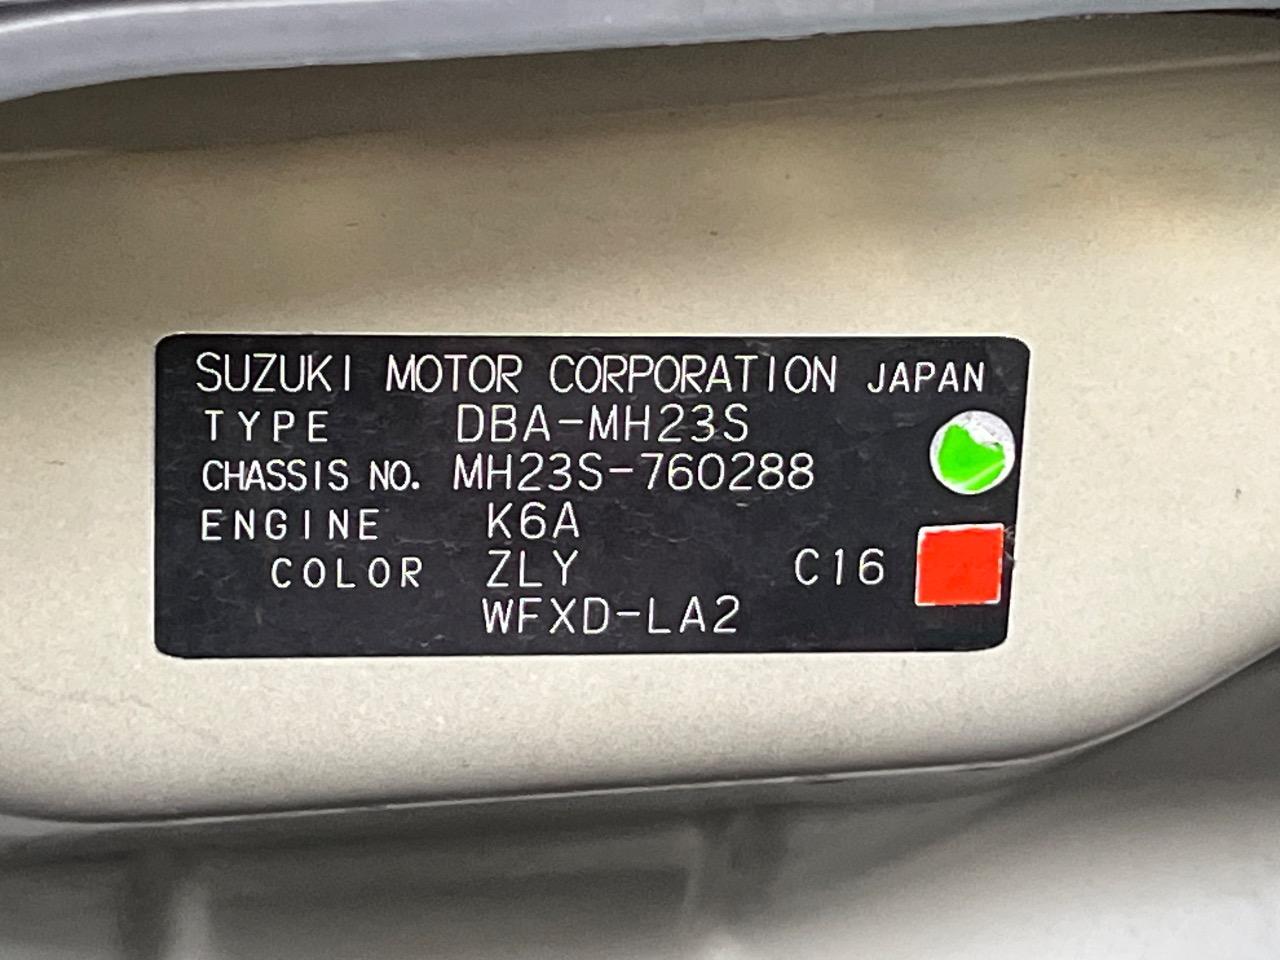 SUZUKI MOTOR CORPORATION JAPAN
TYPE DBA-MH23S
CHASSIS NO. MH23S-760288
ENGINE K6A
COLOR ZLY C16
WFXD-LA2